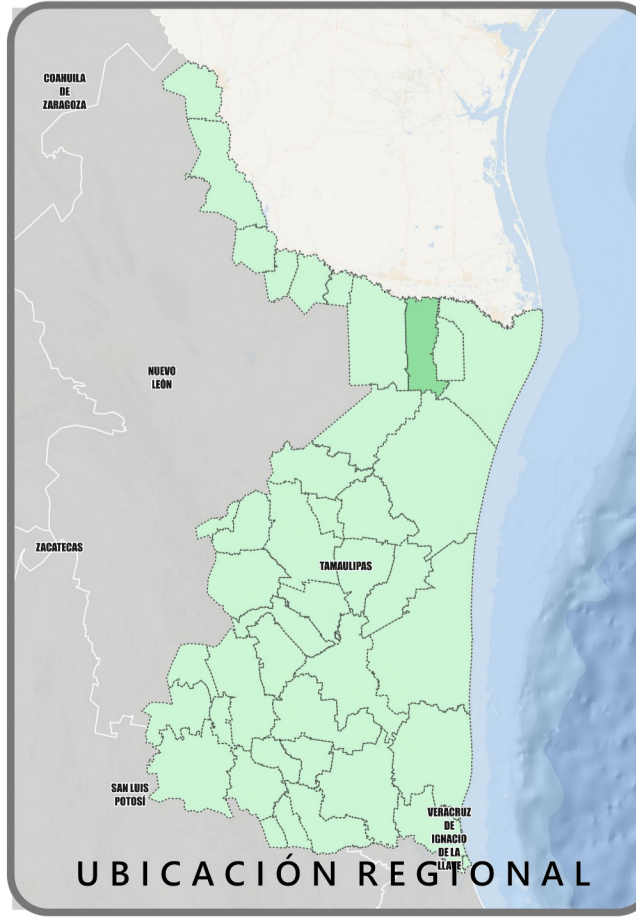 COAHUILA
DE
ZARAGOZA
NUEVO
LEÓN
ZACATECAS
TAMAULIPAS
SAN LUIS
POTOSÍ
VERACRUZ
DE
IGNACIO
DE LA
LLAVE
UBICACIÓN REGIONAL